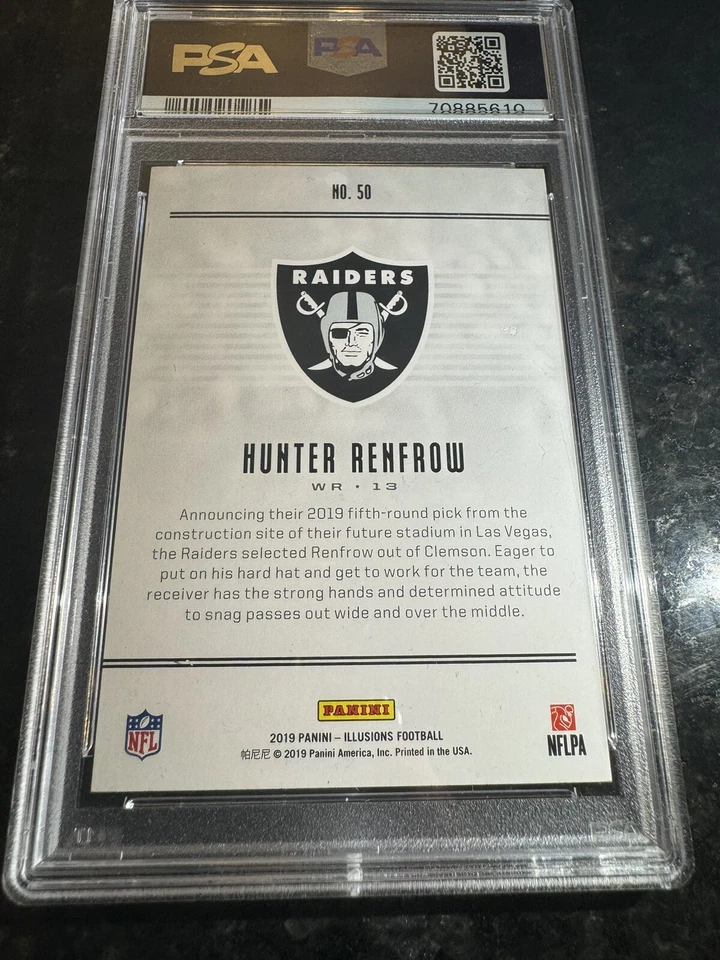 PSA PSA
70885610
NO. 50
RAIDERS
HUNTER RENFROW
WR • 13
Announcing their 2019 fifth-round pick from the
construction site of their future stadium in Las Vegas,
the Raiders selected Renfrow out of Clemson. Eager to
put on his hard hat and get to work for the team, the
receiver has the strong hands and determined attitude
to snag passes out wide and over the middle.
PANINI
NFL
2019 PANINI – ILLUSIONS FOOTBALL
帕尼尼 © 2019 Panini America, Inc. Printed in the USA.
NFLPA